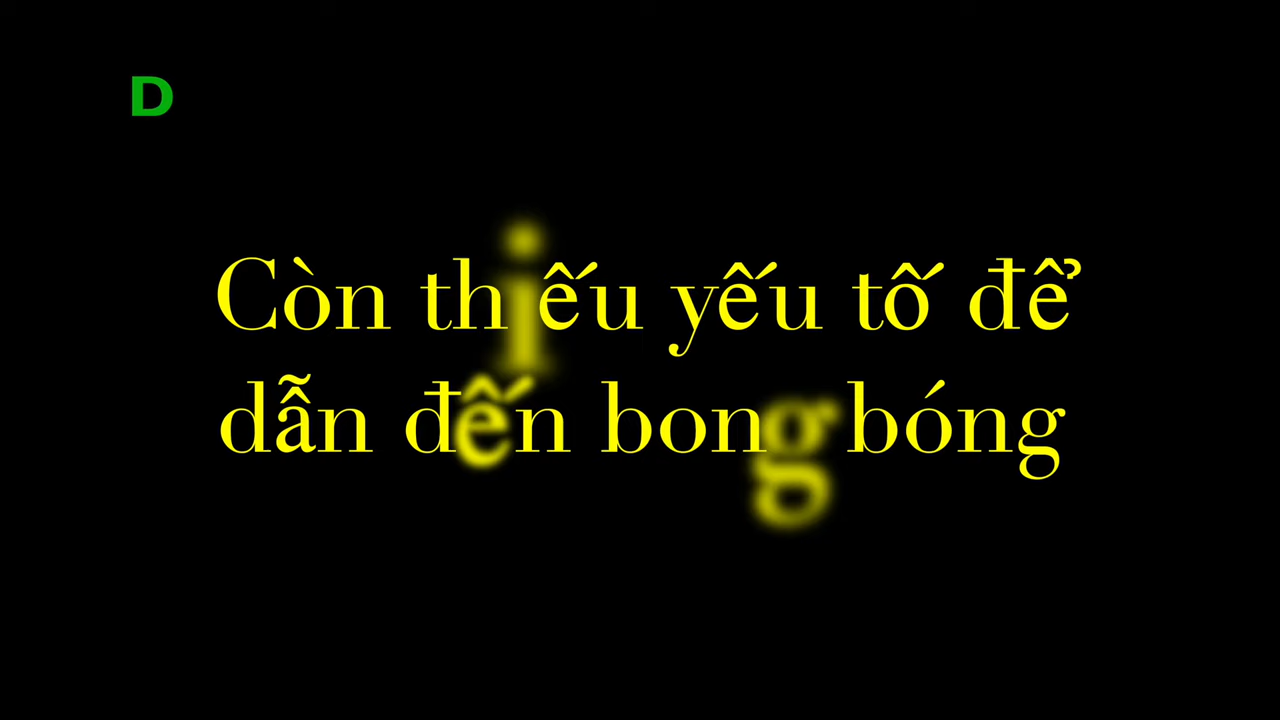 D
Còn thiếu yếu tố để
dẫn đến bong bóng